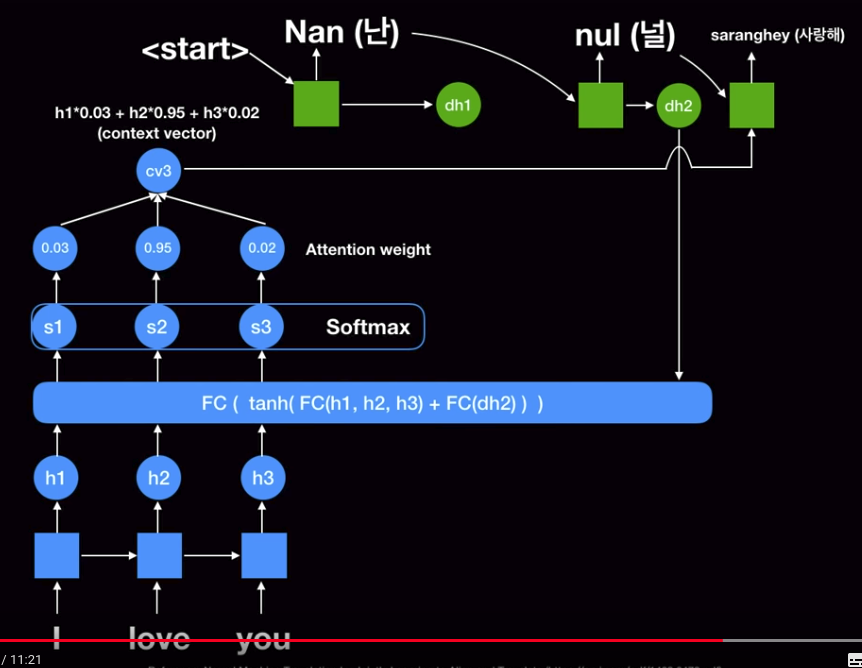 <start>
Nan (난)
nul (널)
saranghey (사랑해)
dh1
dh2
h1*0.03 + h2*0.95 + h3*0.02
(context vector)
cv3
0.03
0.95
0.02
Attention weight
s1
s2
s3
Softmax
FC ( tanh( FC(h1, h2, h3) + FC(dh2) ) )
h1
h2
h3
I love you
/ 11:21